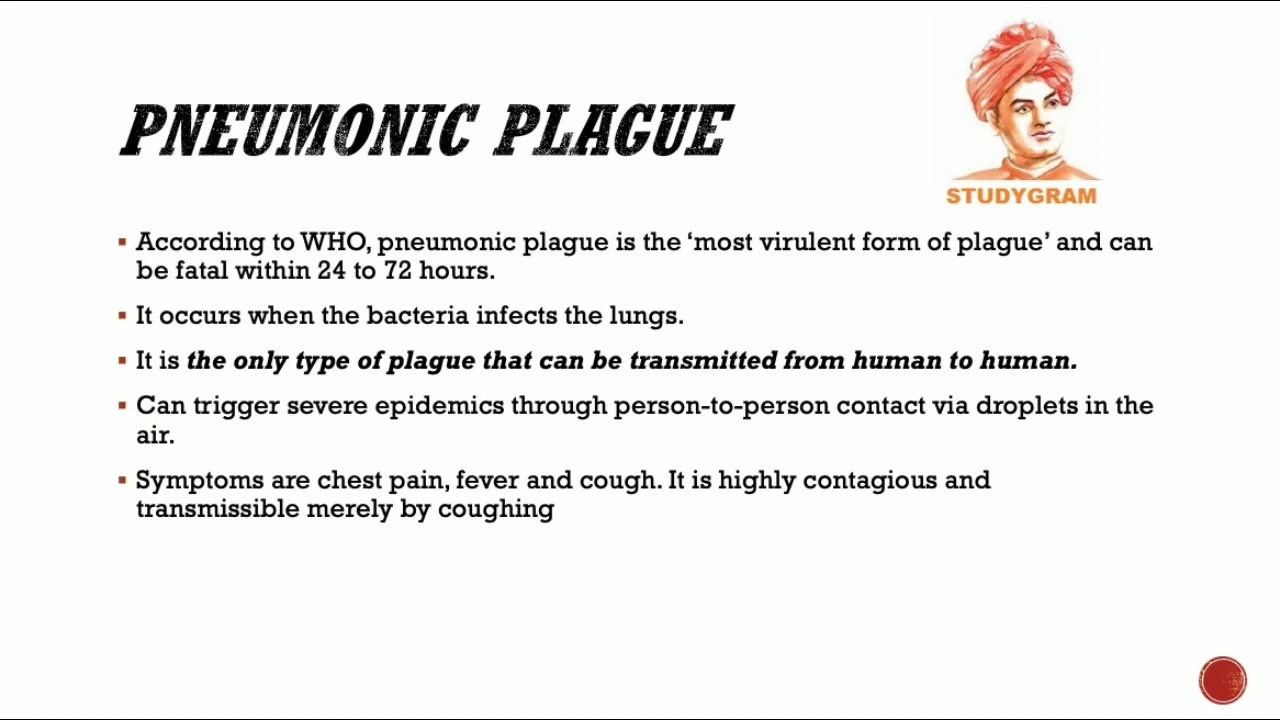 PNEUMONIC PLAGUE
STUDYGRAM
▪ According to WHO, pneumonic plague is the ‘most virulent form of plague’ and can
be fatal within 24 to 72 hours.
▪ It occurs when the bacteria infects the lungs.
▪ It is the only type of plague that can be transmitted from human to human.
▪ Can trigger severe epidemics through person-to-person contact via droplets in the
air.
▪ Symptoms are chest pain, fever and cough. It is highly contagious and
transmissible merely by coughing